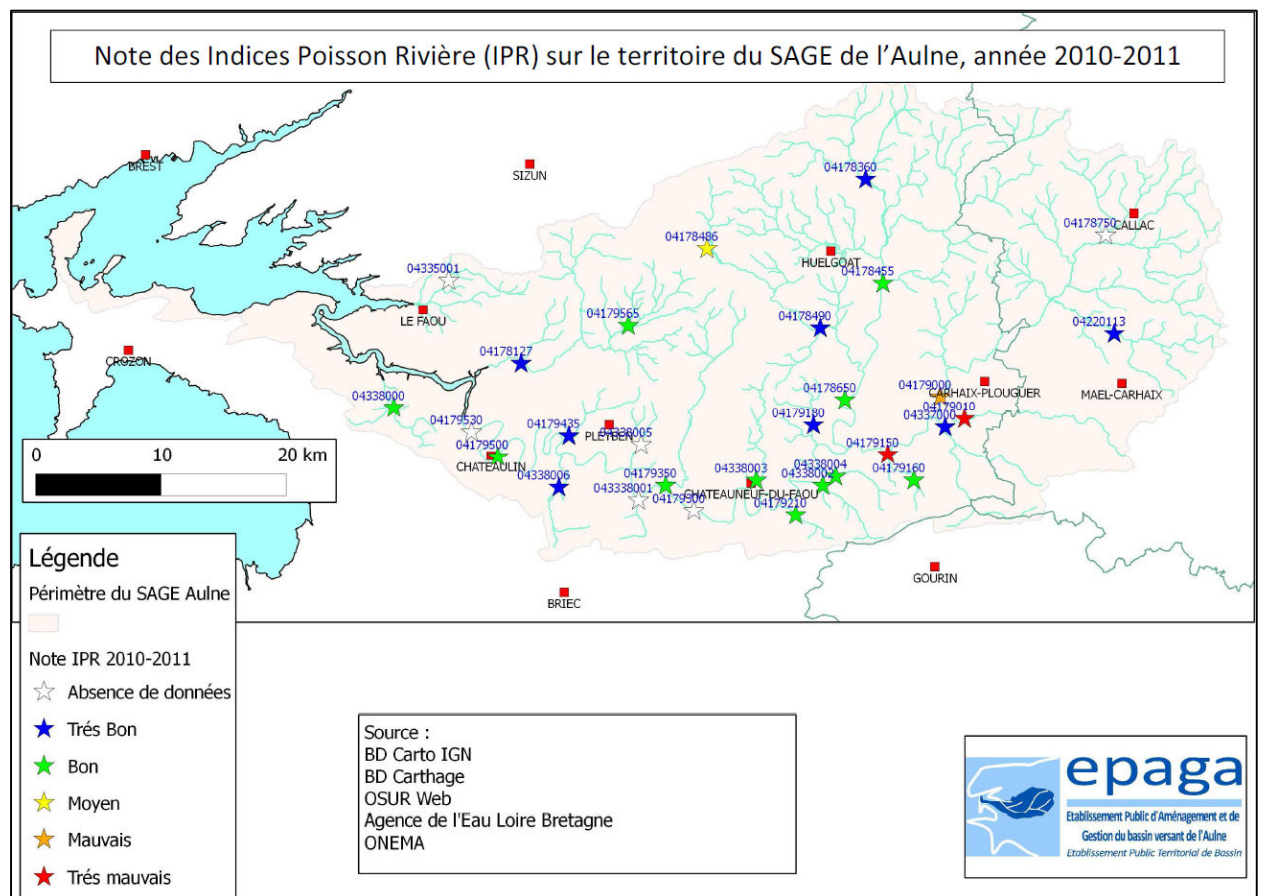 Note des Indices Poisson Rivière (IPR) sur le territoire du SAGE de l'Aulne, année 2010-2011
BREST
SIZUN
04178360
CALLAC
04178750
04178486
HUELGOAT
04335001
04178455
LE FAOU
04179565
04178490
04220113
CROZON
04178127
CARHAIX-PLOUGUER
MAEL-CARHAIX
04179000
04178650
04338000
04179010
04337000
04179530
04179435
PLEYBEN
04338005
04179180
04179150
04179500
CHATEAULIN
04338006
04179350
04338003
04338004
04338002
04179160
CHATEAUNEUF-DU-FAOU
043338001
04179300
04179210
0 10 20 km
GOURIN
BRIEC
Légende
Périmètre du SAGE Aulne
Note IPR 2010-2011
Absence de données
Trés Bon
Bon
Moyen
Mauvais
Trés mauvais
Source :
BD Carto IGN
BD Carthage
OSUR Web
Agence de l'Eau Loire Bretagne
ONEMA
epaga
Etablissement Public d'Aménagement et de
Gestion du bassin versant de l'Aulne
Etablissement Public Territorial de Bassin